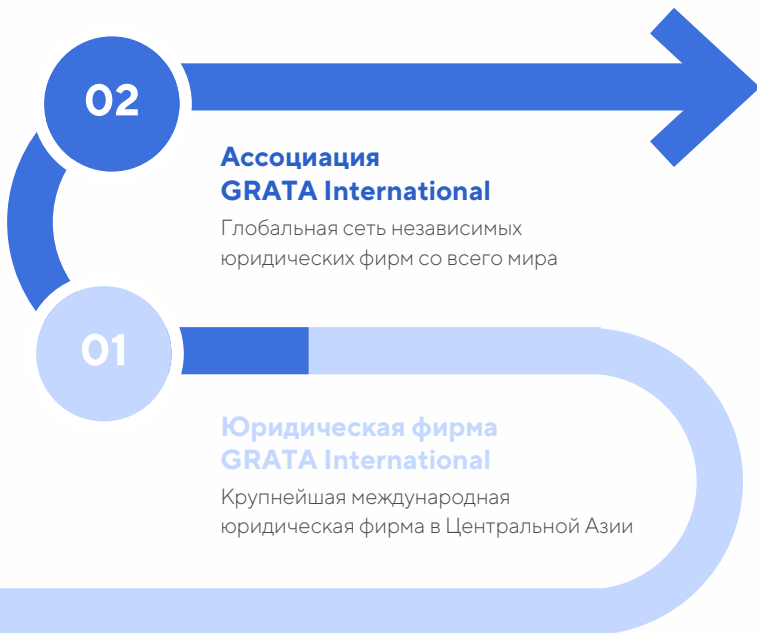 02
Ассоциация
GRATA International
Глобальная сеть независимых
юридических фирм со всего мира
01
Юридическая фирма
GRATA International
Крупнейшая международная
юридическая фирма в Центральной Азии